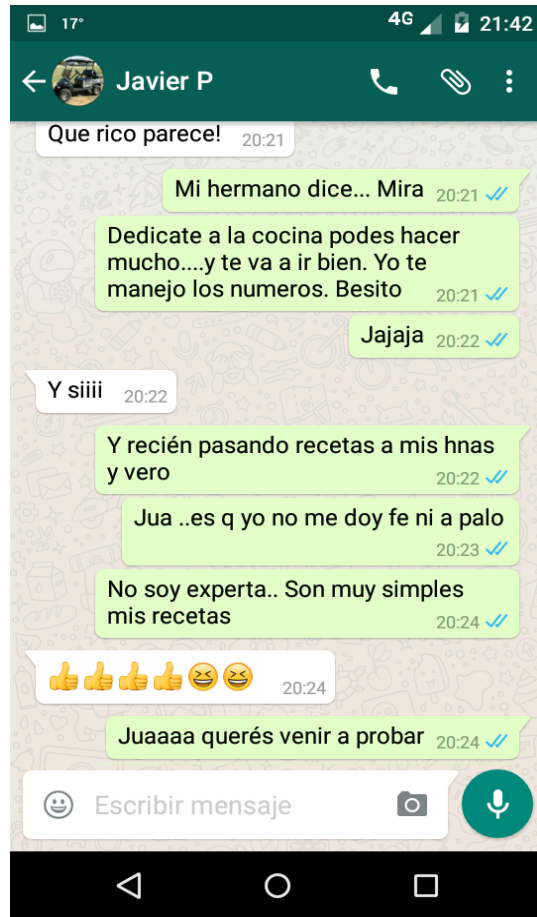 17°
4G
21:42
Javier P
Que rico parece!
20:21
Mi hermano dice... Mira 20:21
Dedicate a la cocina podes hacer
mucho....y te va a ir bien. Yo te
manejo los numeros. Besito 20:21
Jajaja 20:22
Y siiii 20:22
Y recién pasando recetas a mis hnas
y vero 20:22
Jua ..es q yo no me doy fe ni a palo
20:23
No soy experta.. Son muy simples
mis recetas 20:24
👍👍👍👍😆😆 20:24
Juaaaa querés venir a probar 20:24
Escribir mensaje